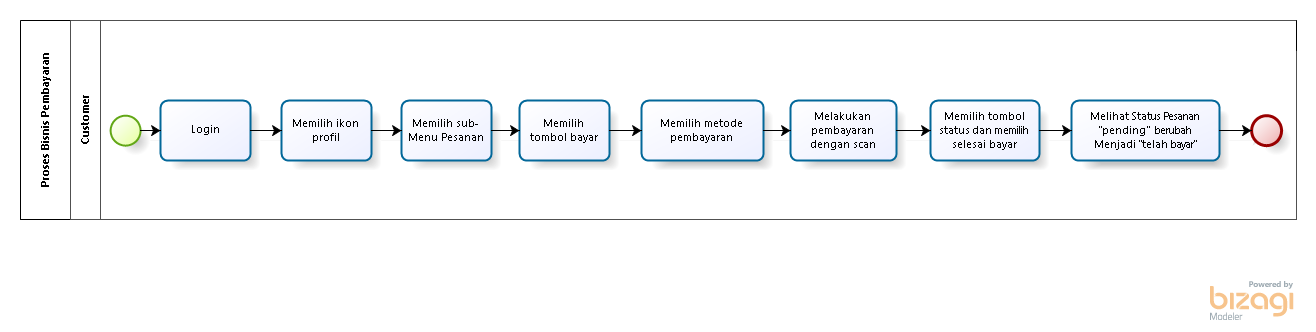 Proses Bisnis Pembayaran
Customer
Login
Memilih ikon
profil
Memilih sub-
Menu Pesanan
Memilih
tombol bayar
Memilih metode
pembayaran
Melakukan
pembayaran
dengan scan
Memilih tombol
status dan memilih
selesai bayar
Melihat Status Pesanan
"pending" berubah
Menjadi "telah bayar"
Powered by
bizagi
Modeler